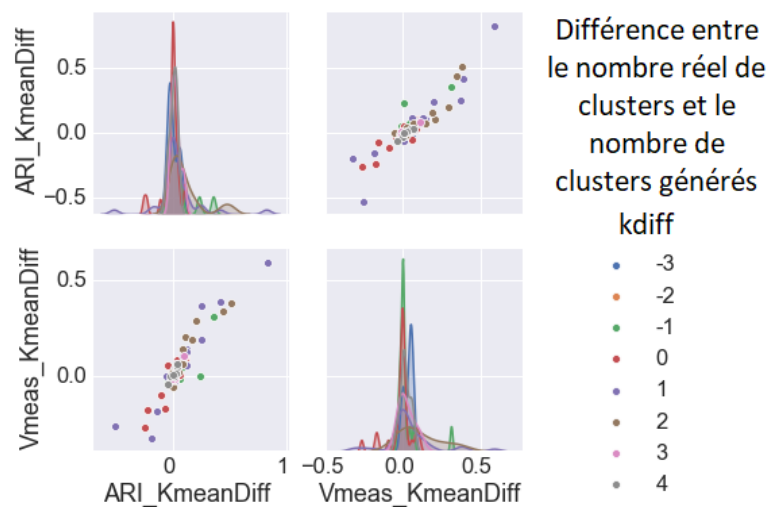 ARI_KmeanDiff
0.5
0.0
−0.5
Vmeas_KmeanDiff
0.5
0.0
0
1
ARI_KmeanDiff
−0.5
0.0
0.5
Vmeas_KmeanDiff
Différence entre
le nombre réel de
clusters et le
nombre de
clusters générés
kdiff
-3
-2
-1
0
1
2
3
4